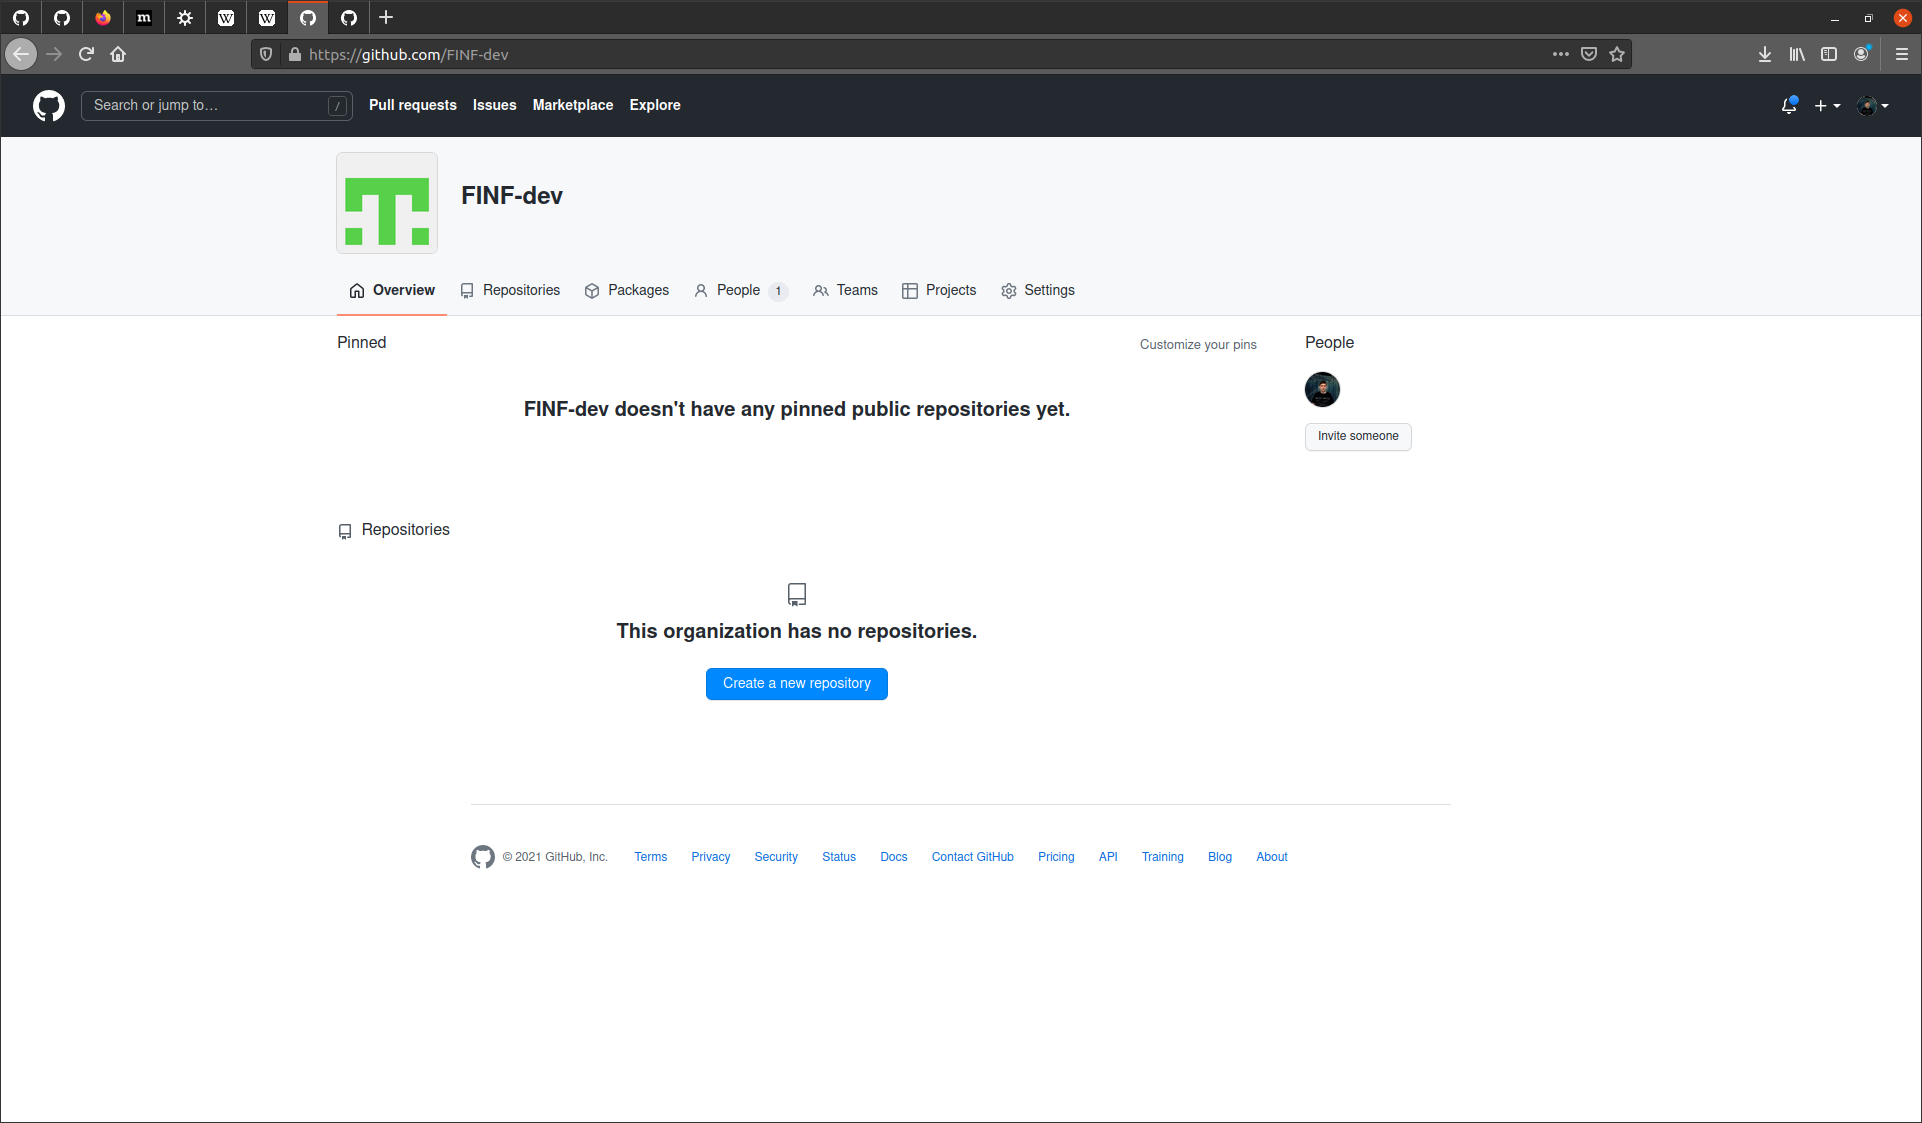 m
W
W
https://github.com/FINF-dev
Search or jump to…
/
Pull requests
Issues
Marketplace
Explore
FINF-dev
Overview
Repositories
Packages
People 1
Teams
Projects
Settings
Pinned
Customize your pins
People
FINF-dev doesn't have any pinned public repositories yet.
Invite someone
Repositories
This organization has no repositories.
Create a new repository
© 2021 GitHub, Inc.
Terms
Privacy
Security
Status
Docs
Contact GitHub
Pricing
API
Training
Blog
About